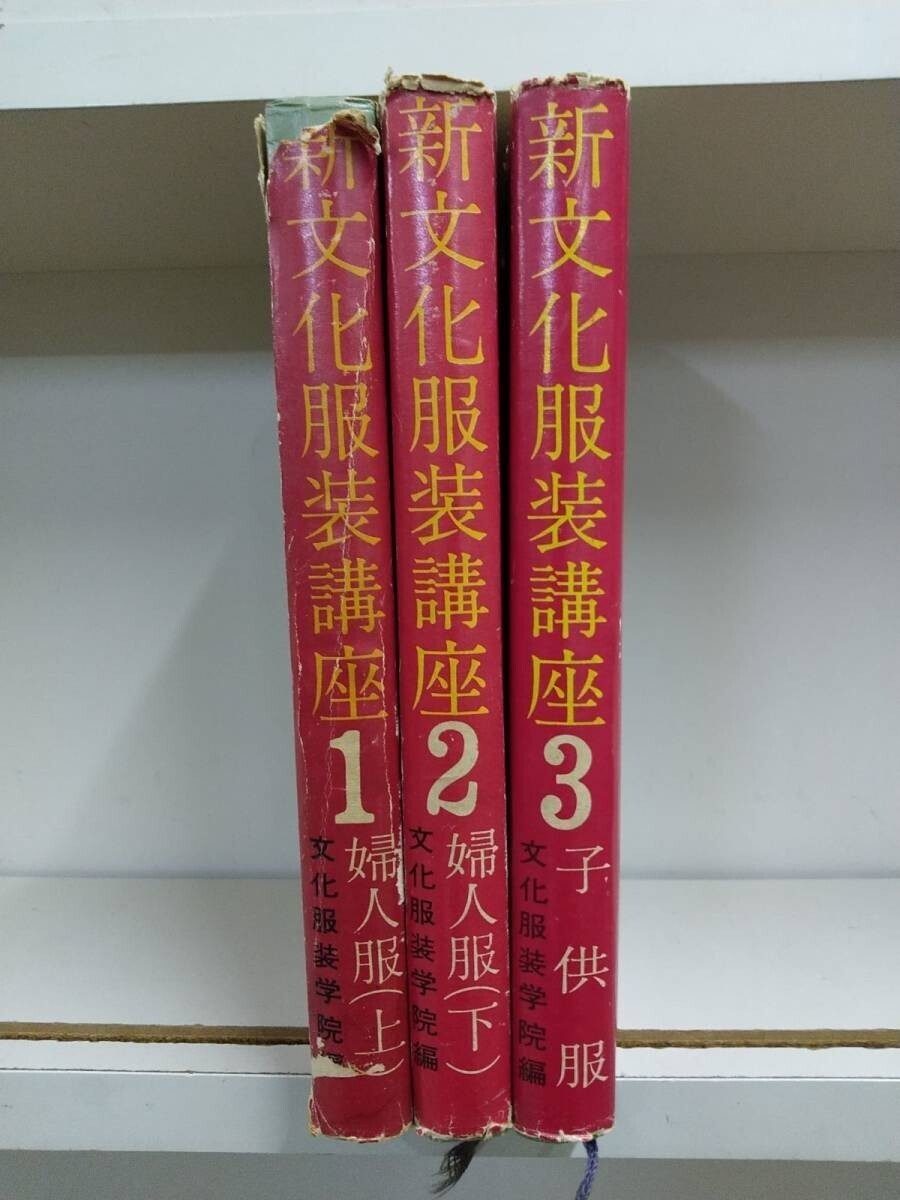 新文化服装講座
1
婦人服(上)
文化服装学院編
新文化服装講座
2
婦人服(下)
文化服装学院編
新文化服装講座
3
子供服
文化服装学院編